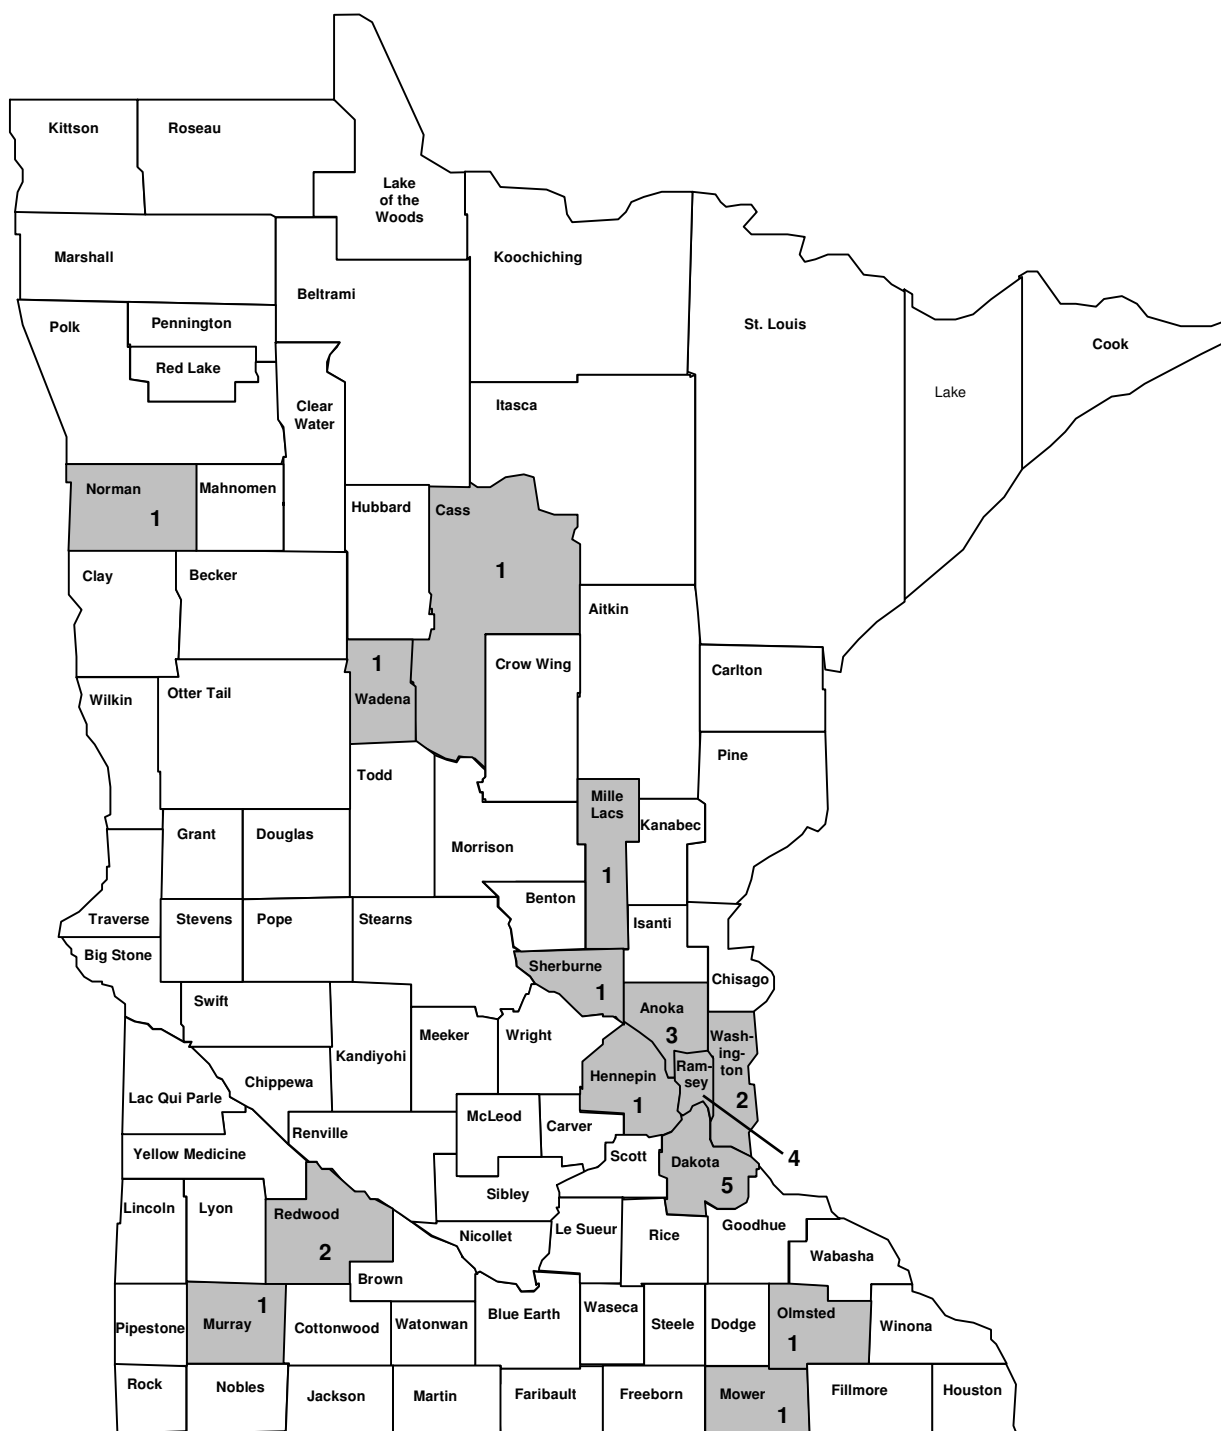 Kittson
Roseau
Lake
of the
Woods
Marshall
Koochiching
Beltrami
Polk
Pennington
St. Louis
Cook
Red Lake
Lake
Clear
Water
Itasca
Norman
1
Mahnomen
Hubbard
Cass
1
Clay
Becker
Aitkin
1
Wadena
Crow Wing
Carlton
Wilkin
Otter Tail
Pine
Todd
Mille
Lacs
1
Kanabec
Grant
Douglas
Morrison
Benton
Traverse
Stevens
Pope
Stearns
Isanti
Big Stone
Sherburne
1
Chisago
Swift
Anoka
3
Meeker
Wright
Wash-
ing-
ton
2
Kandiyohi
Hennepin
1
Ram-
sey
4
Chippewa
Lac Qui Parle
McLeod
Carver
Renville
Yellow Medicine
Scott
Dakota
5
Sibley
Lincoln
Lyon
Redwood
2
Nicollet
Le Sueur
Rice
Goodhue
Wabasha
Brown
1
Murray
Pipestone
Cottonwood
Watonwan
Blue Earth
Waseca
Steele
Dodge
Olmsted
1
Winona
Rock
Nobles
Jackson
Martin
Faribault
Freeborn
Mower
1
Fillmore
Houston